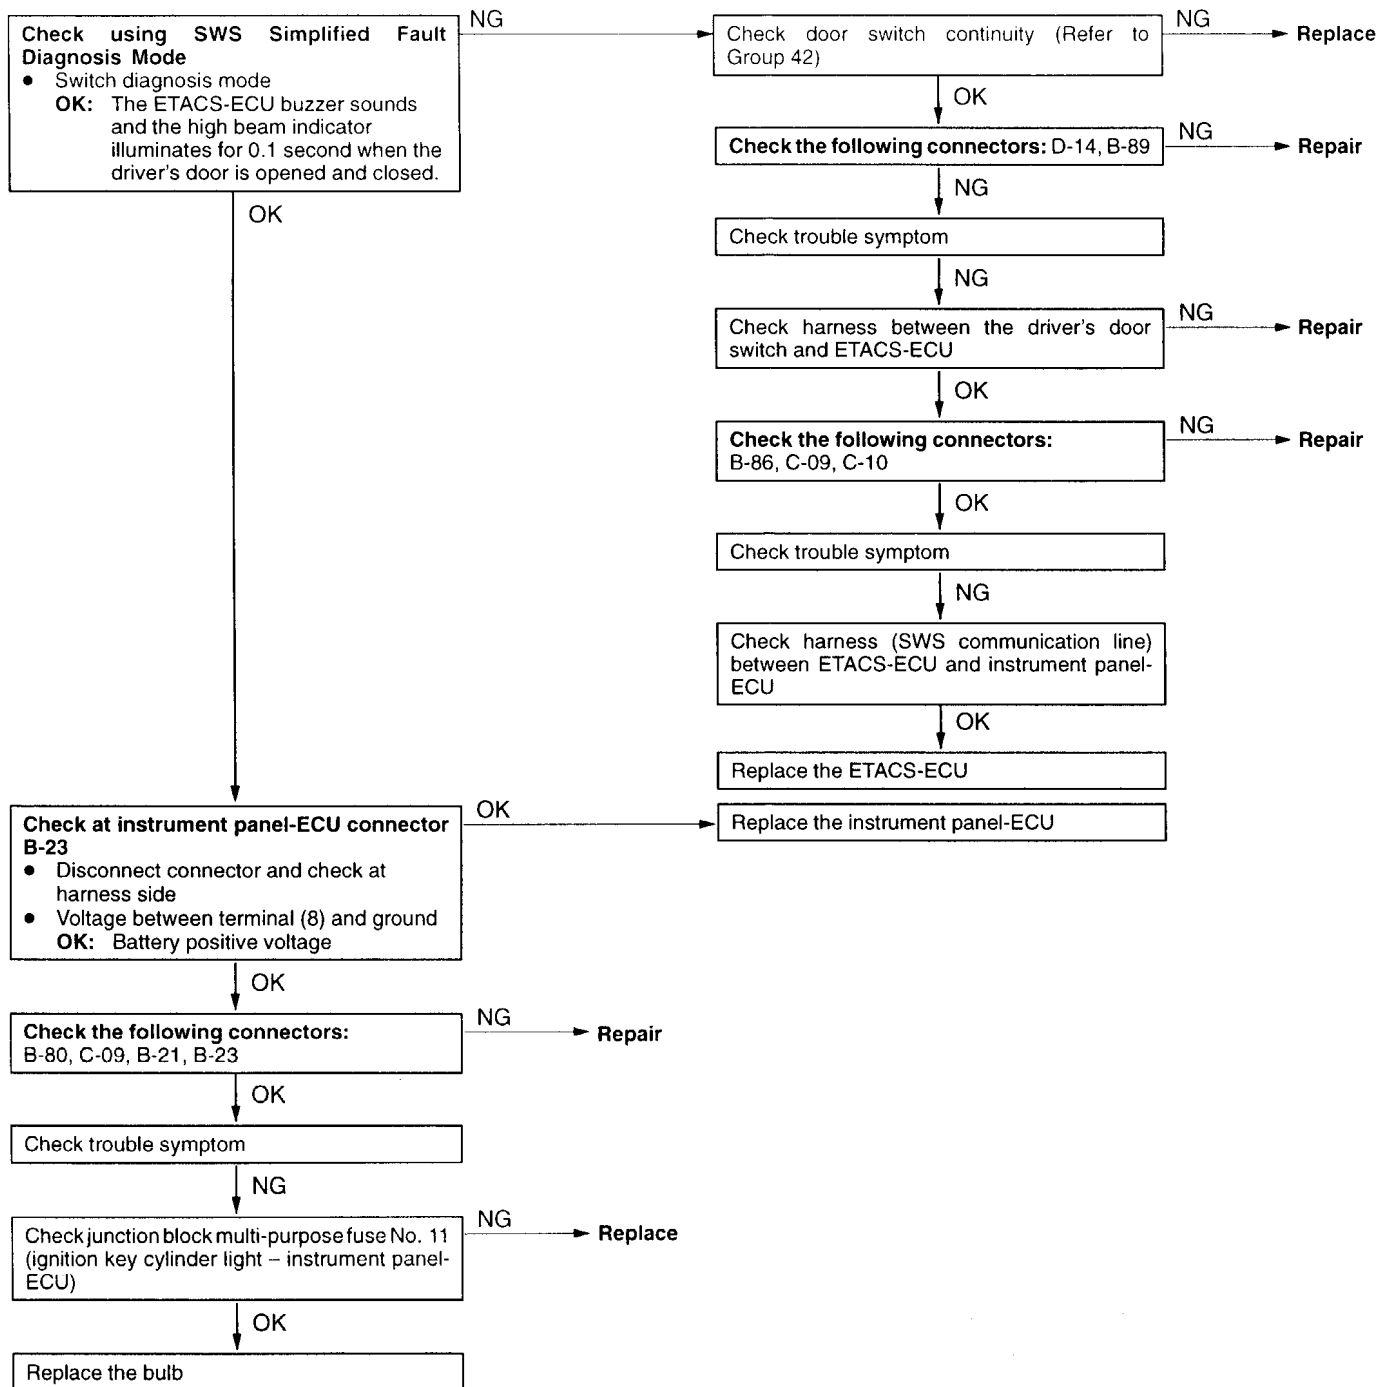 Check using SWS Simplified Fault
Diagnosis Mode
● Switch diagnosis mode
OK: The ETACS-ECU buzzer sounds
and the high beam indicator
illuminates for 0.1 second when the
driver's door is opened and closed.
NG
OK
Check door switch continuity (Refer to
Group 42)
NG
Replace
OK
Check the following connectors: D-14, B-89
NG
Repair
NG
Check trouble symptom
NG
Check harness between the driver's door
switch and ETACS-ECU
NG
Repair
OK
Check the following connectors:
B-86, C-09, C-10
NG
Repair
OK
Check trouble symptom
NG
Check harness (SWS communication line)
between ETACS-ECU and instrument panel-
ECU
OK
Replace the ETACS-ECU
Check at instrument panel-ECU connector
B-23
● Disconnect connector and check at
harness side
● Voltage between terminal (8) and ground
OK: Battery positive voltage
OK
Replace the instrument panel-ECU
OK
Check the following connectors:
B-80, C-09, B-21, B-23
NG
Repair
OK
Check trouble symptom
NG
Check junction block multi-purpose fuse No. 11
(ignition key cylinder light – instrument panel-
ECU)
NG
Replace
OK
Replace the bulb